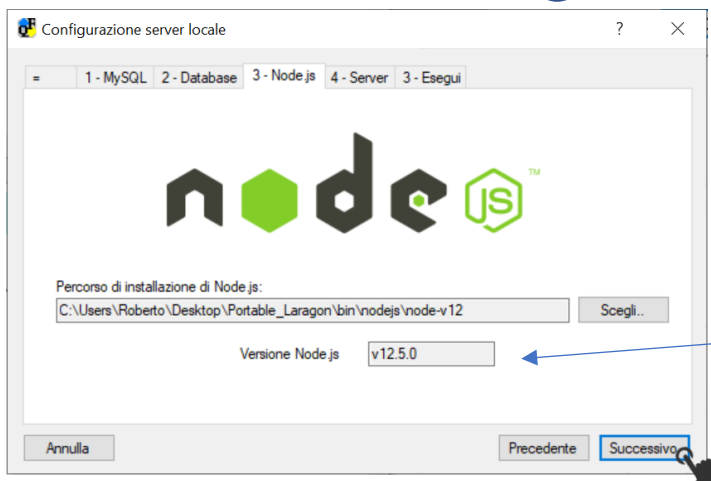 QF Configurazione server locale ?
= 1 - MySQL 2 - Database 3 - Node.js 4 - Server 3 - Esegui
node JS ™
Percorso di installazione di Node.js:
C:\Users\Roberto\Desktop\Portable_Laragon\bin\nodejs\node-v12 Scegli..
Versione Node.js v12.5.0
Annulla Precedente Successivo